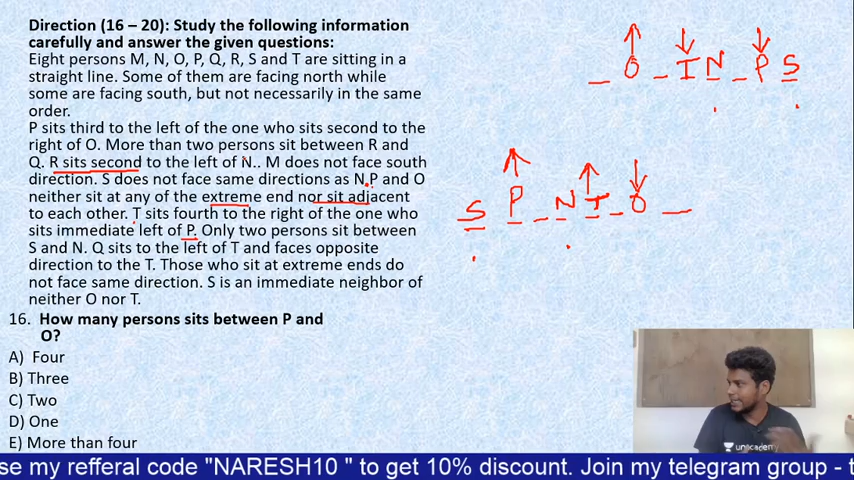 Direction (16 – 20): Study the following information
carefully and answer the given questions:
Eight persons M, N, O, P, Q, R, S and T are sitting in a
straight line. Some of them are facing north while
some are facing south, but not necessarily in the same
order.
P sits third to the left of the one who sits second to the
right of O. More than two persons sit between R and
Q. R sits second to the left of N.. M does not face south
direction. S does not face same directions as N.P and O
neither sit at any of the extreme end nor sit adjacent
to each other. T sits fourth to the right of the one who
sits immediate left of P. Only two persons sit between
S and N. Q sits to the left of T and faces opposite
direction to the T. Those who sit at extreme ends do
not face same direction. S is an immediate neighbor of
neither O nor T.
16. How many persons sits between P and
O?
A) Four
B) Three
C) Two
D) One
E) More than four
O T N P S
S P N T O
unacademy
se my refferal code "NARESH10 " to get 10% discount. Join my telegram group - t